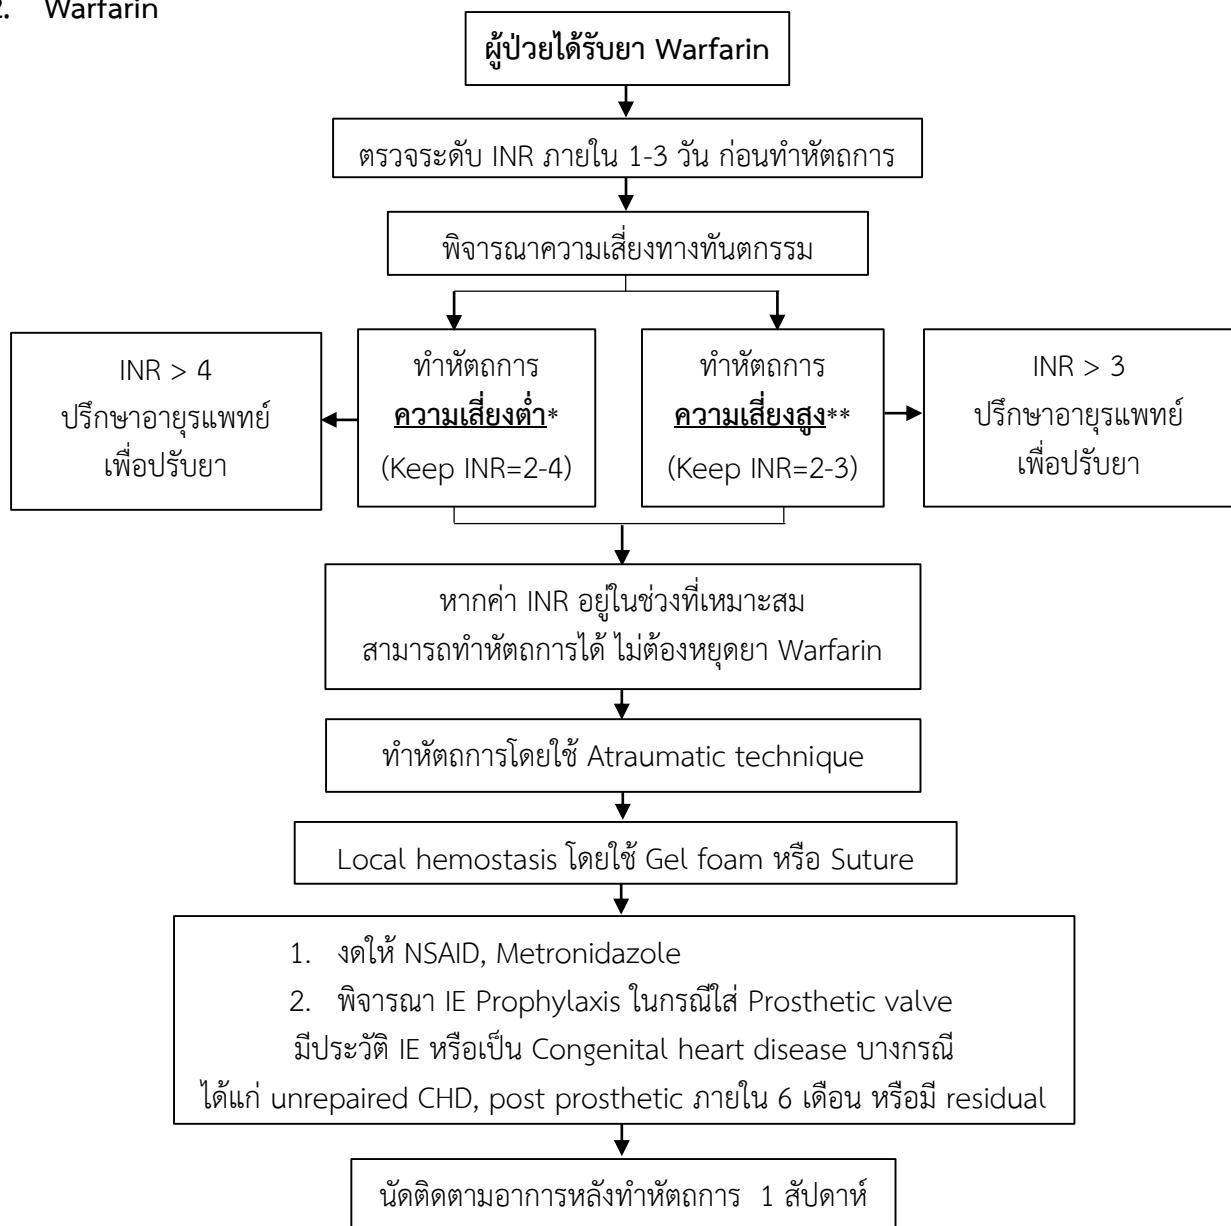 2. Warfarin
ผู้ป่วยได้รับยา Warfarin
ตรวจระดับ INR ภายใน 1-3 วัน ก่อนทำหัตถการ
พิจารณาความเสี่ยงทางทันตกรรม
INR > 4
ปรึกษาอายุรแพทย์
เพื่อปรับยา
ทำหัตถการ
ความเสี่ยงต่ำ*
(Keep INR=2-4)
ทำหัตถการ
ความเสี่ยงสูง**
(Keep INR=2-3)
INR > 3
ปรึกษาอายุรแพทย์
เพื่อปรับยา
หากค่า INR อยู่ในช่วงที่เหมาะสม
สามารถทำหัตถการได้ ไม่ต้องหยุดยา Warfarin
ทำหัตถการโดยใช้ Atraumatic technique
Local hemostasis โดยใช้ Gel foam หรือ Suture
1. งดให้ NSAID, Metronidazole
2. พิจารณา IE Prophylaxis ในกรณีใส่ Prosthetic valve
มีประวัติ IE หรือเป็น Congenital heart disease บางกรณี
ได้แก่ unrepaired CHD, post prosthetic ภายใน 6 เดือน หรือมี residual
นัดติดตามอาการหลังทำหัตถการ 1 สัปดาห์